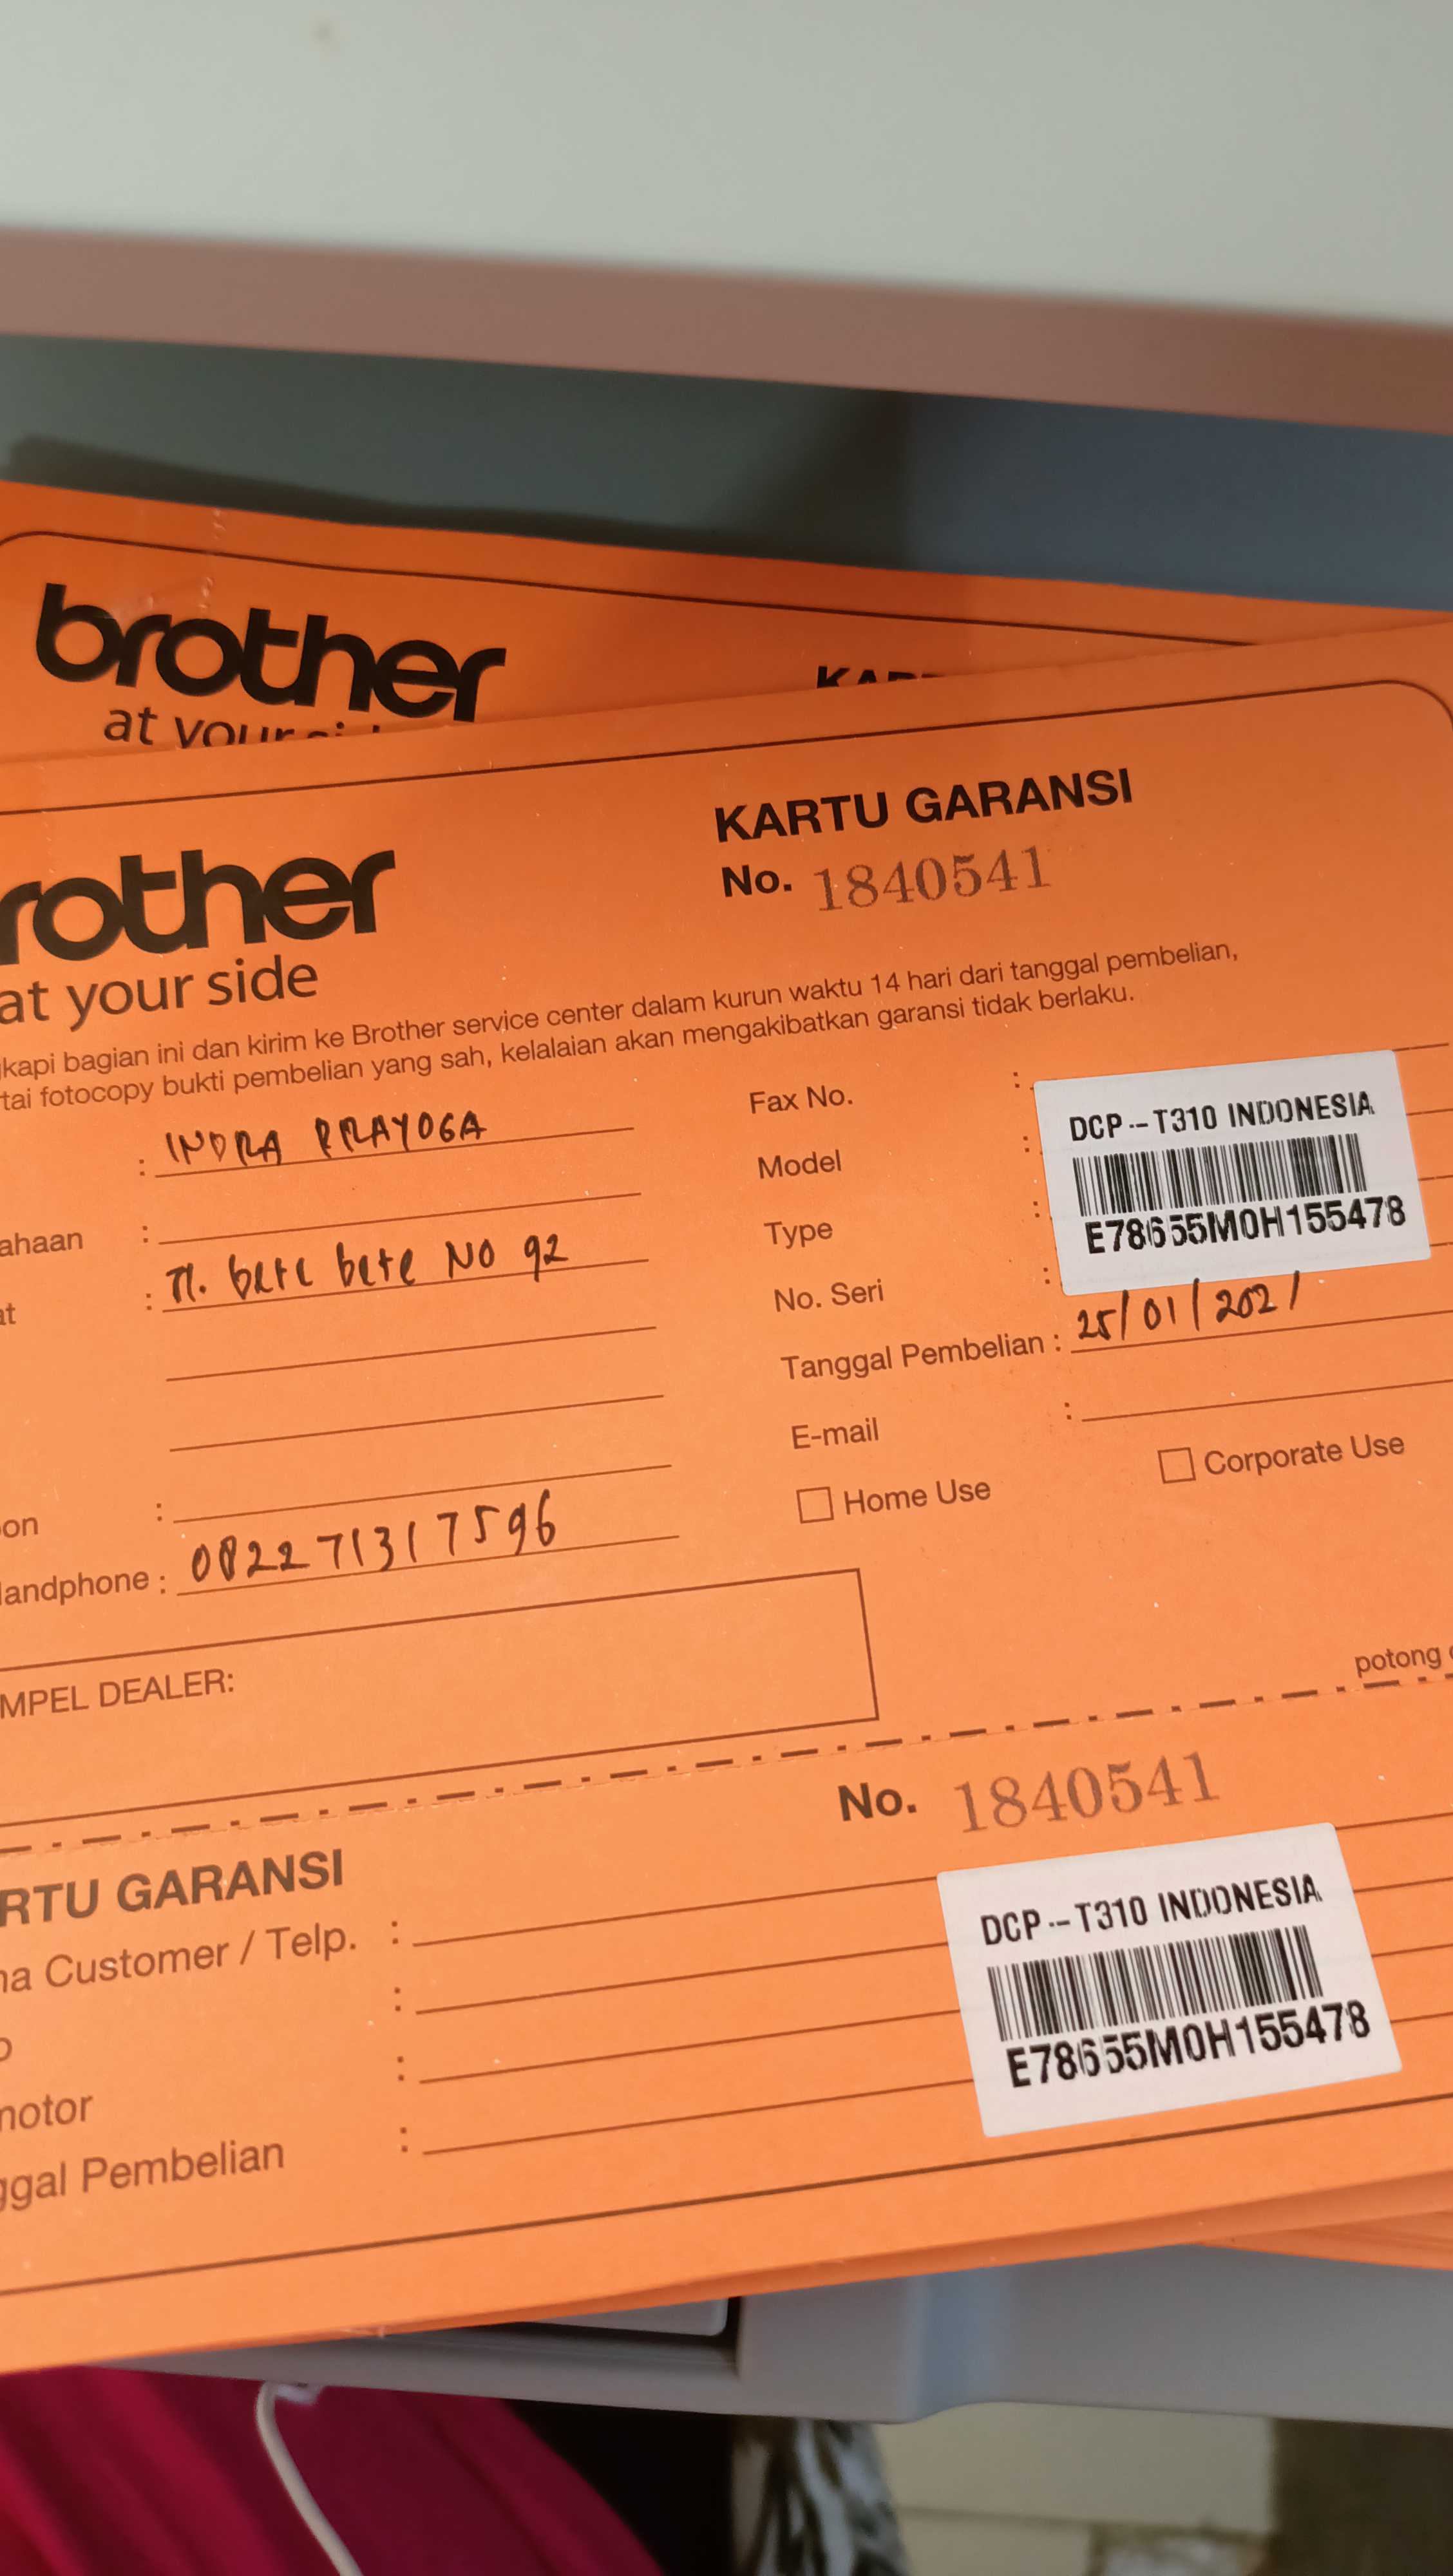 brother
at your
rother
at your side
KARTU GARANSI
No. 1840541
kapi bagian ini dan kirim ke Brother service center dalam kurun waktu 14 hari dari tanggal pembelian,
tai fotocopy bukti pembelian yang sah, kelalaian akan mengakibatkan garansi tidak berlaku.
: INDRA PRAYOGA
ahaan :
at : Jl. bete bete NO 92
on :
andphone : 082271317596
Fax No. :
Model :
Type :
No. Seri :
DCP-T310 INDONESIA
E78655M0H155478
Tanggal Pembelian : 25/01/2021
E-mail :
Home Use
Corporate Use
MPEL DEALER:
potong
No. 1840541
RTU GARANSI
a Customer / Telp. :
:
motor :
ggal Pembelian :
DCP-T310 INDONESIA
E78655M0H155478